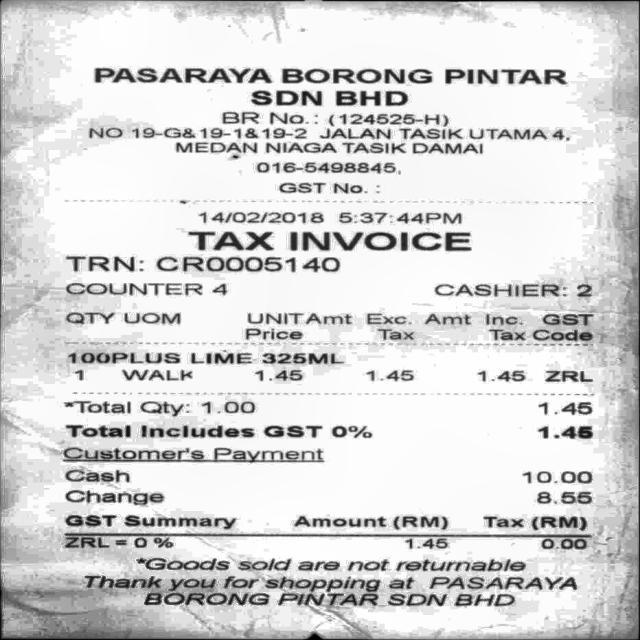 PASARAYA BORONG PINTAR
SDN BHD
BR No.: (124525-H)
NO 19-G&19-1&19-2 JALAN TASIK UTAMA 4,
MEDAN NIAGA TASIK DAMAI
016-5498845,
GST No. :
14/02/2018 5:37:44PM
TAX INVOICE
TRN: CR0005140
COUNTER 4 CASHIER: 2
QTY UOM UNIT Amt Exc. Amt Inc. GST
Price Tax Tax Code
100PLUS LIME 325ML
1 WALK 1.45 1.45 1.45 ZRL
*Total Qty: 1.00 1.45
Total Includes GST 0% 1.45
Customer's Payment
Cash 10.00
Change 8.55
GST Summary Amount (RM) Tax (RM)
ZRL = 0 % 1.45 0.00
*Goods sold are not returnable
Thank you for shopping at PASARAYA
BORONG PINTAR SDN BHD